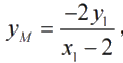 y_M = \frac{-2y_1}{x_1 - 2},